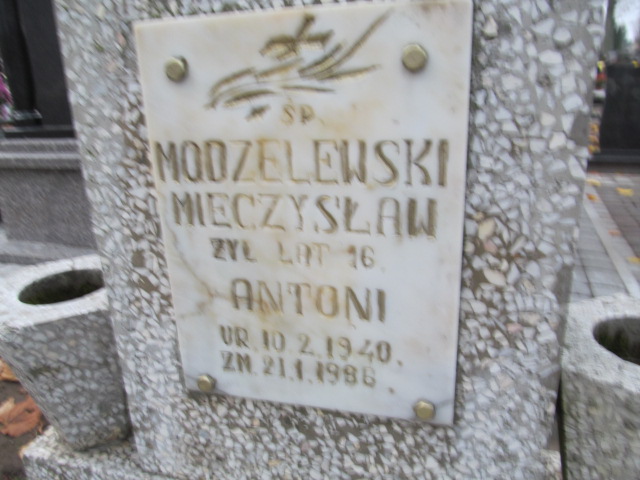 ŚP.
MODZELEWSKI
MIECZYSŁAW
ŻYŁ LAT 16.
ANTONI
UR. 10.2.1940.
ZM. 21.1.1986.